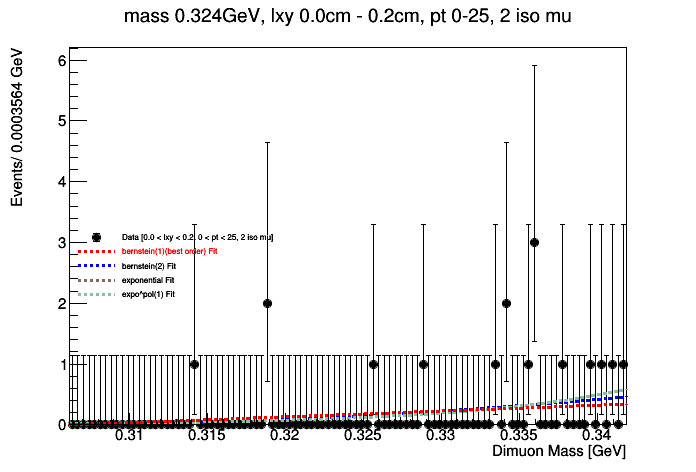 mass 0.324GeV, lxy 0.0cm - 0.2cm, pt 0-25, 2 iso mu
Events/ 0.0003564 GeV
6
5
4
3
2
1
0
Data [0.0 < lxy < 0.2, 0 < pt < 25, 2 iso mu]
bernstein(1)(best order) Fit
bernstein(2) Fit
exponential Fit
expo^pol(1) Fit
0.31 0.315 0.32 0.325 0.33 0.335 0.34
Dimuon Mass [GeV]